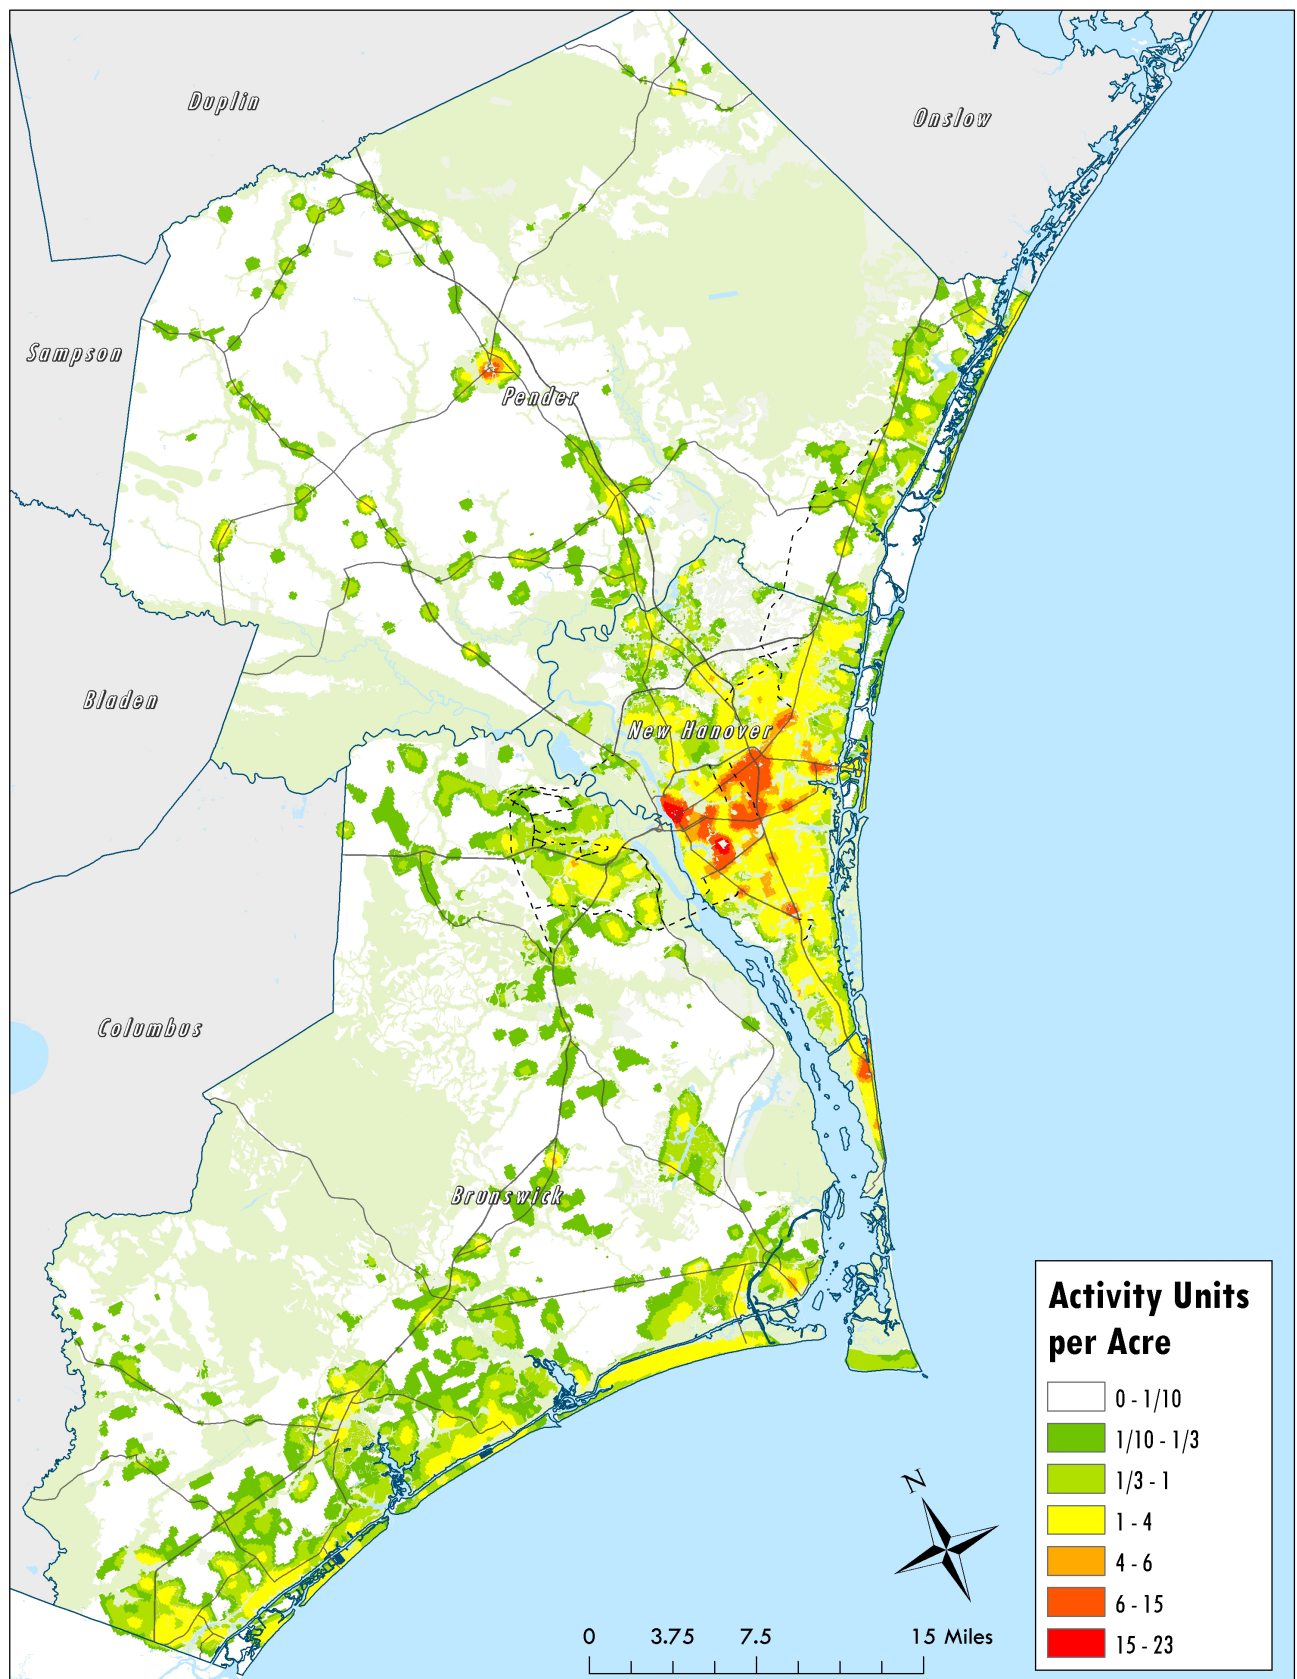 Duplin
Onslow
Sampson
Pender
Bladen
New Hanover
Columbus
Brunswick
Activity Units
per Acre
0 - 1/10
1/10 - 1/3
1/3 - 1
1 - 4
4 - 6
6 - 15
15 - 23
N
0 3.75 7.5 15 Miles